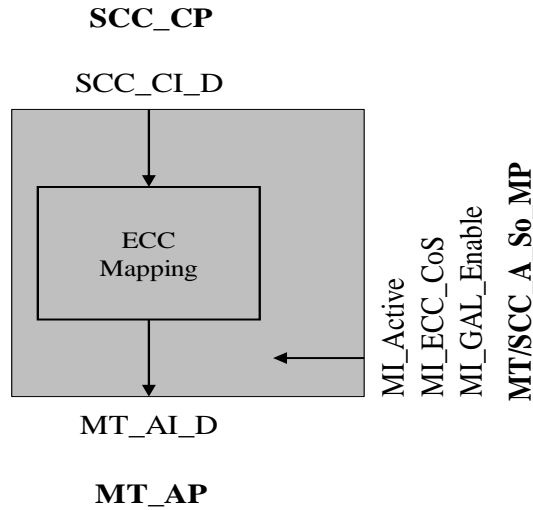 SCC_CP
SCC_CI_D
ECC
Mapping
MI_Active
MI_ECC_CoS
MI_GAL_Enable
MT/SCC_A_So_MP
MT_AI_D
MT_AP